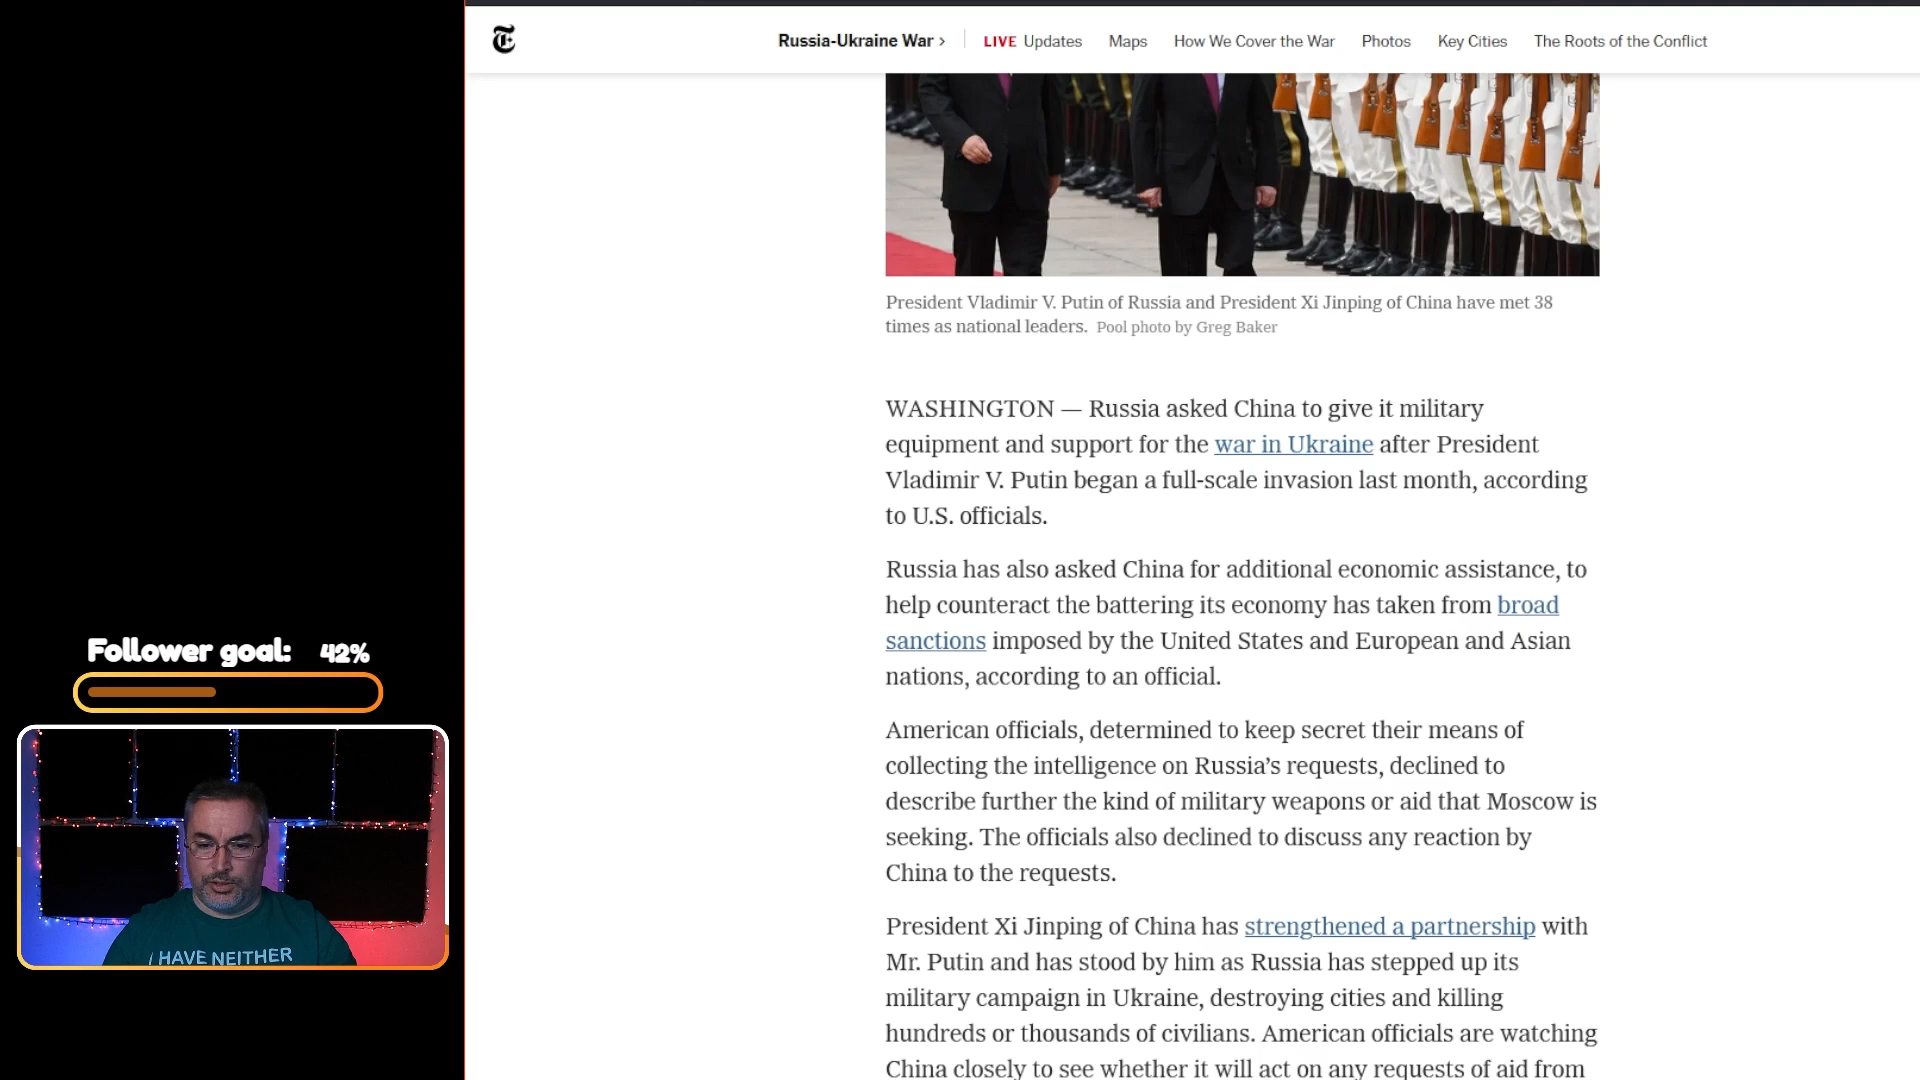 Russia-Ukraine War ›
LIVE Updates
Maps
How We Cover the War
Photos
Key Cities
The Roots of the Conflict
President Vladimir V. Putin of Russia and President Xi Jinping of China have met 38
times as national leaders. Pool photo by Greg Baker
WASHINGTON — Russia asked China to give it military
equipment and support for the war in Ukraine after President
Vladimir V. Putin began a full-scale invasion last month, according
to U.S. officials.
Russia has also asked China for additional economic assistance, to
help counteract the battering its economy has taken from broad
sanctions imposed by the United States and European and Asian
nations, according to an official.
American officials, determined to keep secret their means of
collecting the intelligence on Russia’s requests, declined to
describe further the kind of military weapons or aid that Moscow is
seeking. The officials also declined to discuss any reaction by
China to the requests.
President Xi Jinping of China has strengthened a partnership with
Mr. Putin and has stood by him as Russia has stepped up its
military campaign in Ukraine, destroying cities and killing
hundreds or thousands of civilians. American officials are watching
China closely to see whether it will act on any requests of aid from
Follower goal: 42%
I HAVE NEITHER